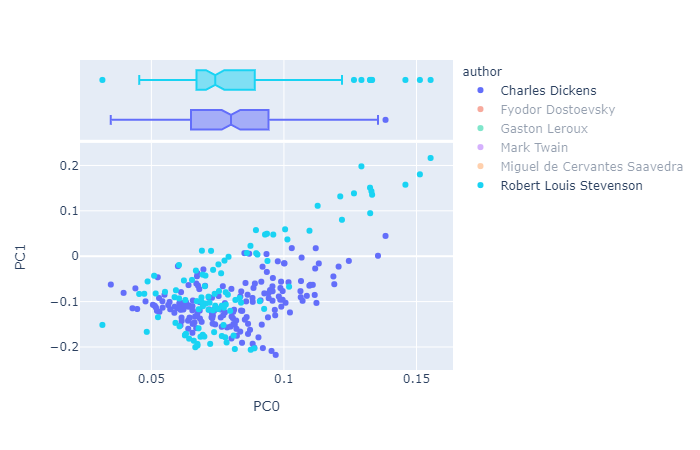 author
Charles Dickens
Fyodor Dostoevsky
Gaston Leroux
Mark Twain
Miguel de Cervantes Saavedra
Robert Louis Stevenson
0.2
0.1
0
−0.1
−0.2
PC1
0.05
0.1
0.15
PC0